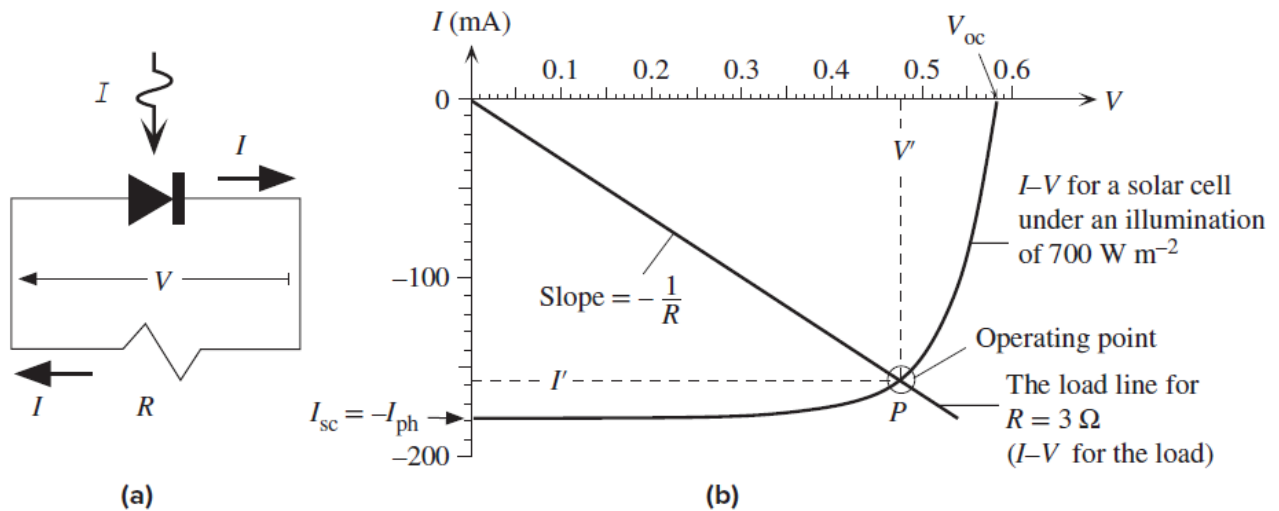 I
I
V
I
R
(a)
I (mA)
V_oc
0.1 0.2 0.3 0.4 0.5 0.6
0
V
V′
I–V for a solar cell
under an illumination
of 700 W m⁻²
−100
Slope = − 1/R
Operating point
I′
The load line for
P
R = 3 Ω
(I–V for the load)
I_sc = −I_ph
−200
(b)